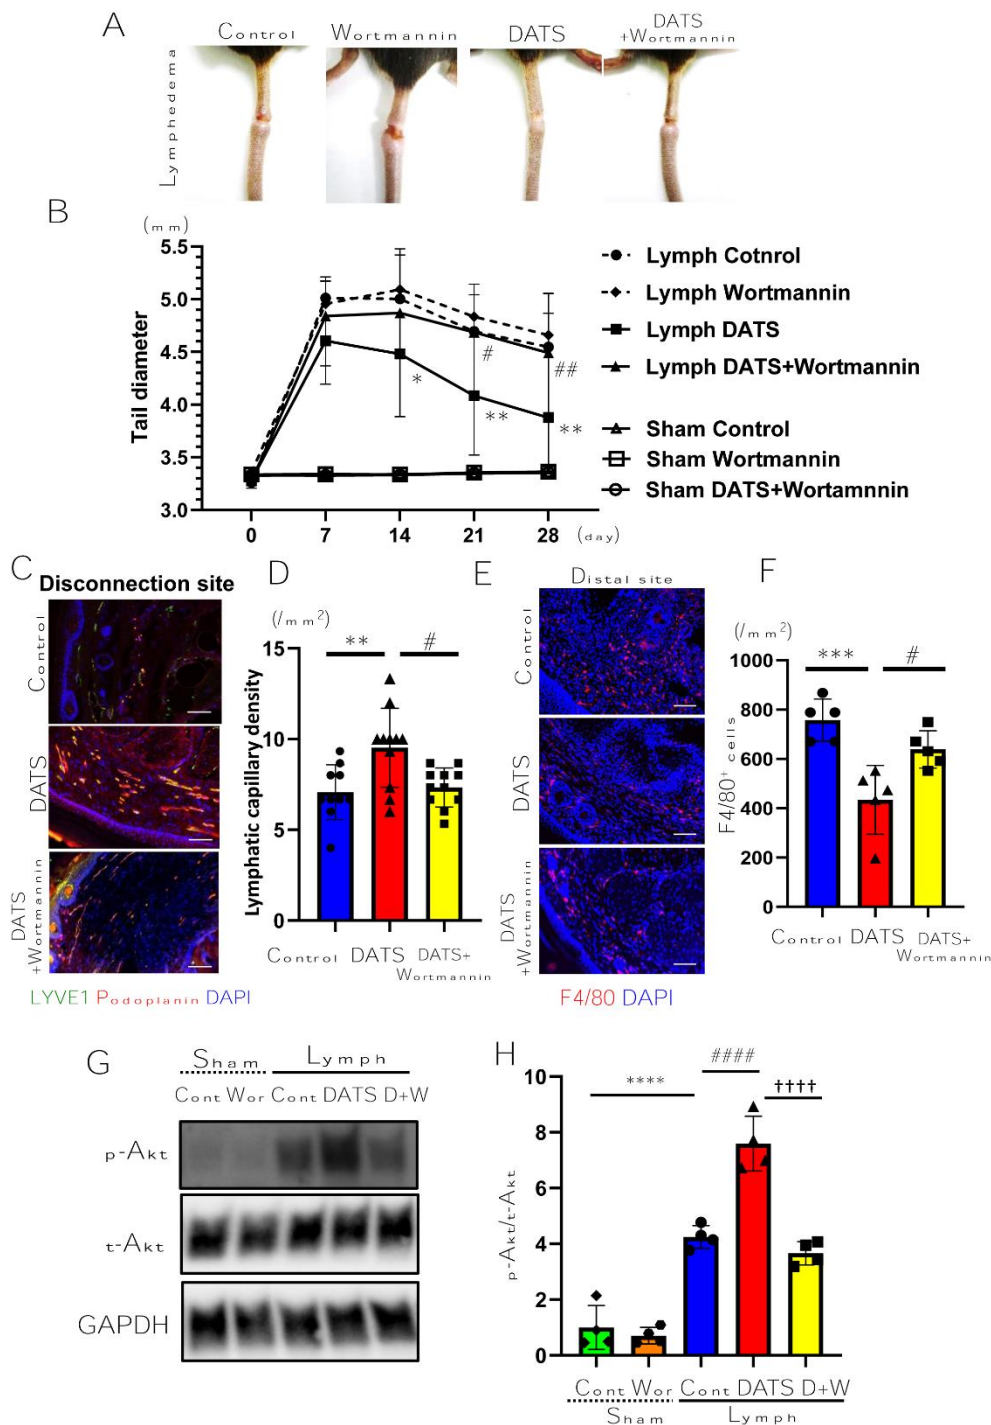 A
Control
Wortmannin
DATS
DATS
+Wortmannin
Lymphedema
B
(mm)
Tail diameter
5.5
5.0
4.5
4.0
3.5
3.0
0
7
14
21
28
(day)
*
#
**
##
**
Lymph Cotnrol
Lymph Wortmannin
Lymph DATS
Lymph DATS+Wortmannin
Sham Control
Sham Wortmannin
Sham DATS+Wortamnnin
C
Disconnection site
Control
DATS
DATS
+Wortmannin
LYVE1 Podoplanin DAPI
D
(/mm²)
Lymphatic capillary density
15
10
5
0
**
#
Control
DATS
DATS+
Wortmannin
E
Distal site
Control
DATS
DATS
+Wortmannin
F4/80 DAPI
F
(/mm²)
F4/80⁺ cells
1000
800
600
400
200
0
***
#
Control
DATS
DATS+
Wortmannin
G
Sham
Lymph
Cont Wor Cont DATS D+W
p-Akt
t-Akt
GAPDH
H
p-Akt/t-Akt
10
8
6
4
2
0
****
####
††††
Cont Wor Cont DATS D+W
Sham
Lymph